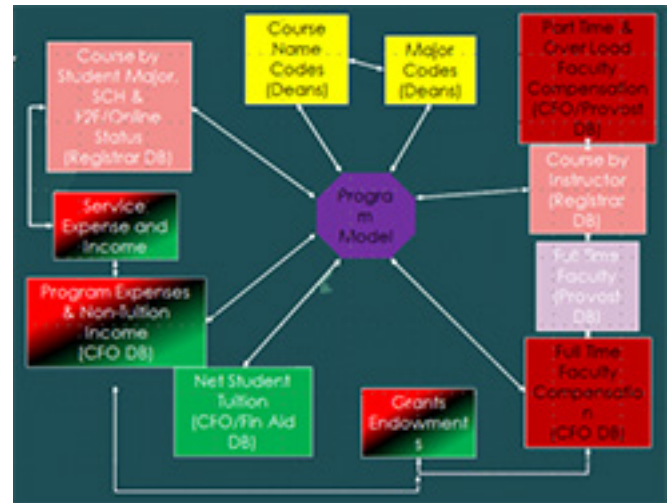 Course
Name
Codes
(Deans)
Major
Codes
(Deans)
Part Time &
Over Load
Faculty
Compensation
(CFO/Provost
DB)
Course by
Student Major,
SCH &
F2F/Online
Status
(Registrar DB)
Course by
Instructor
(Registrar
DB)
Progra
m
Model
Service
Expense and
Income
Full Time
Faculty
(Provost
DB)
Program Expenses
& Non-Tuition
Income
(CFO DB)
Net Student
Tuition
(CFO/Fin Aid
DB)
Grants
Endowment
s
Full Time
Faculty
Compensatio
n
(CFO DB)